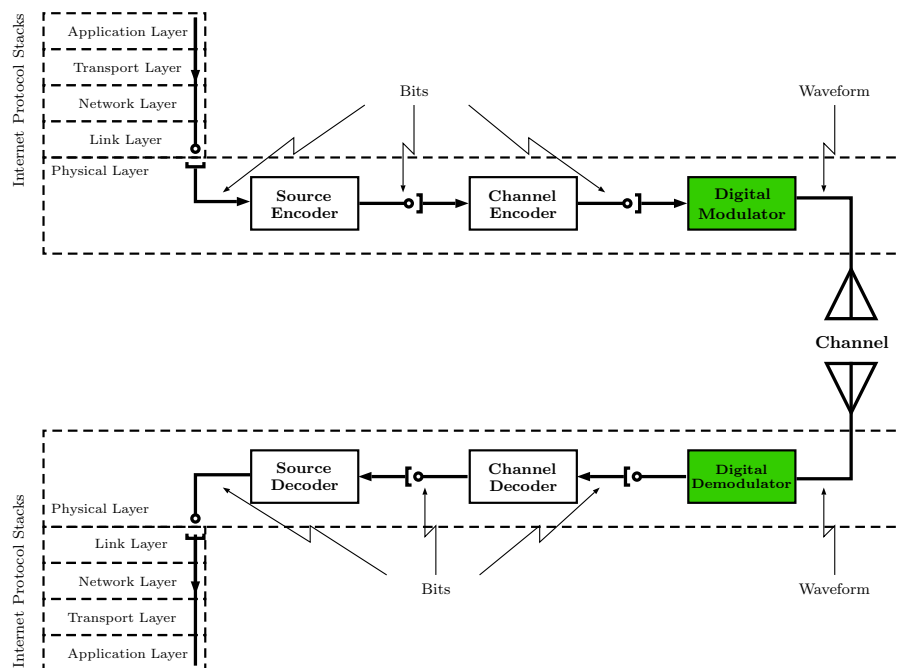 Internet Protocol Stacks
Application Layer
Transport Layer
Network Layer
Link Layer
Physical Layer
Bits
Waveform
Source
Encoder
Channel
Encoder
Digital
Modulator
Channel
Source
Decoder
Channel
Decoder
Digital
Demodulator
Internet Protocol Stacks
Physical Layer
Link Layer
Network Layer
Transport Layer
Application Layer
Bits
Waveform